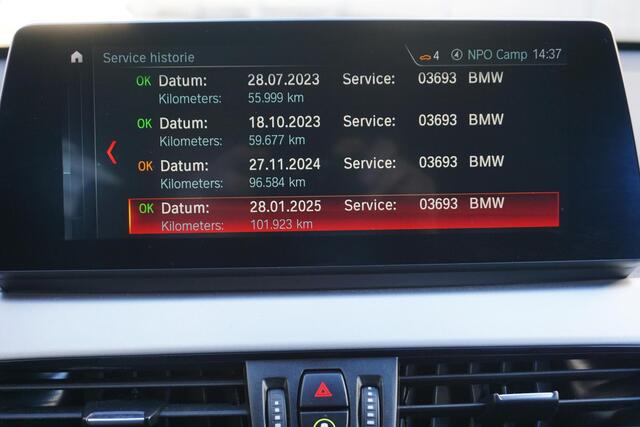 Service historie 4 NPO Camp 14:37
OK Datum: 28.07.2023 Service: 03693 BMW
Kilometers: 55.999 km
OK Datum: 18.10.2023 Service: 03693 BMW
Kilometers: 59.677 km
OK Datum: 27.11.2024 Service: 03693 BMW
Kilometers: 96.584 km
OK Datum: 28.01.2025 Service: 03693 BMW
Kilometers: 101.923 km